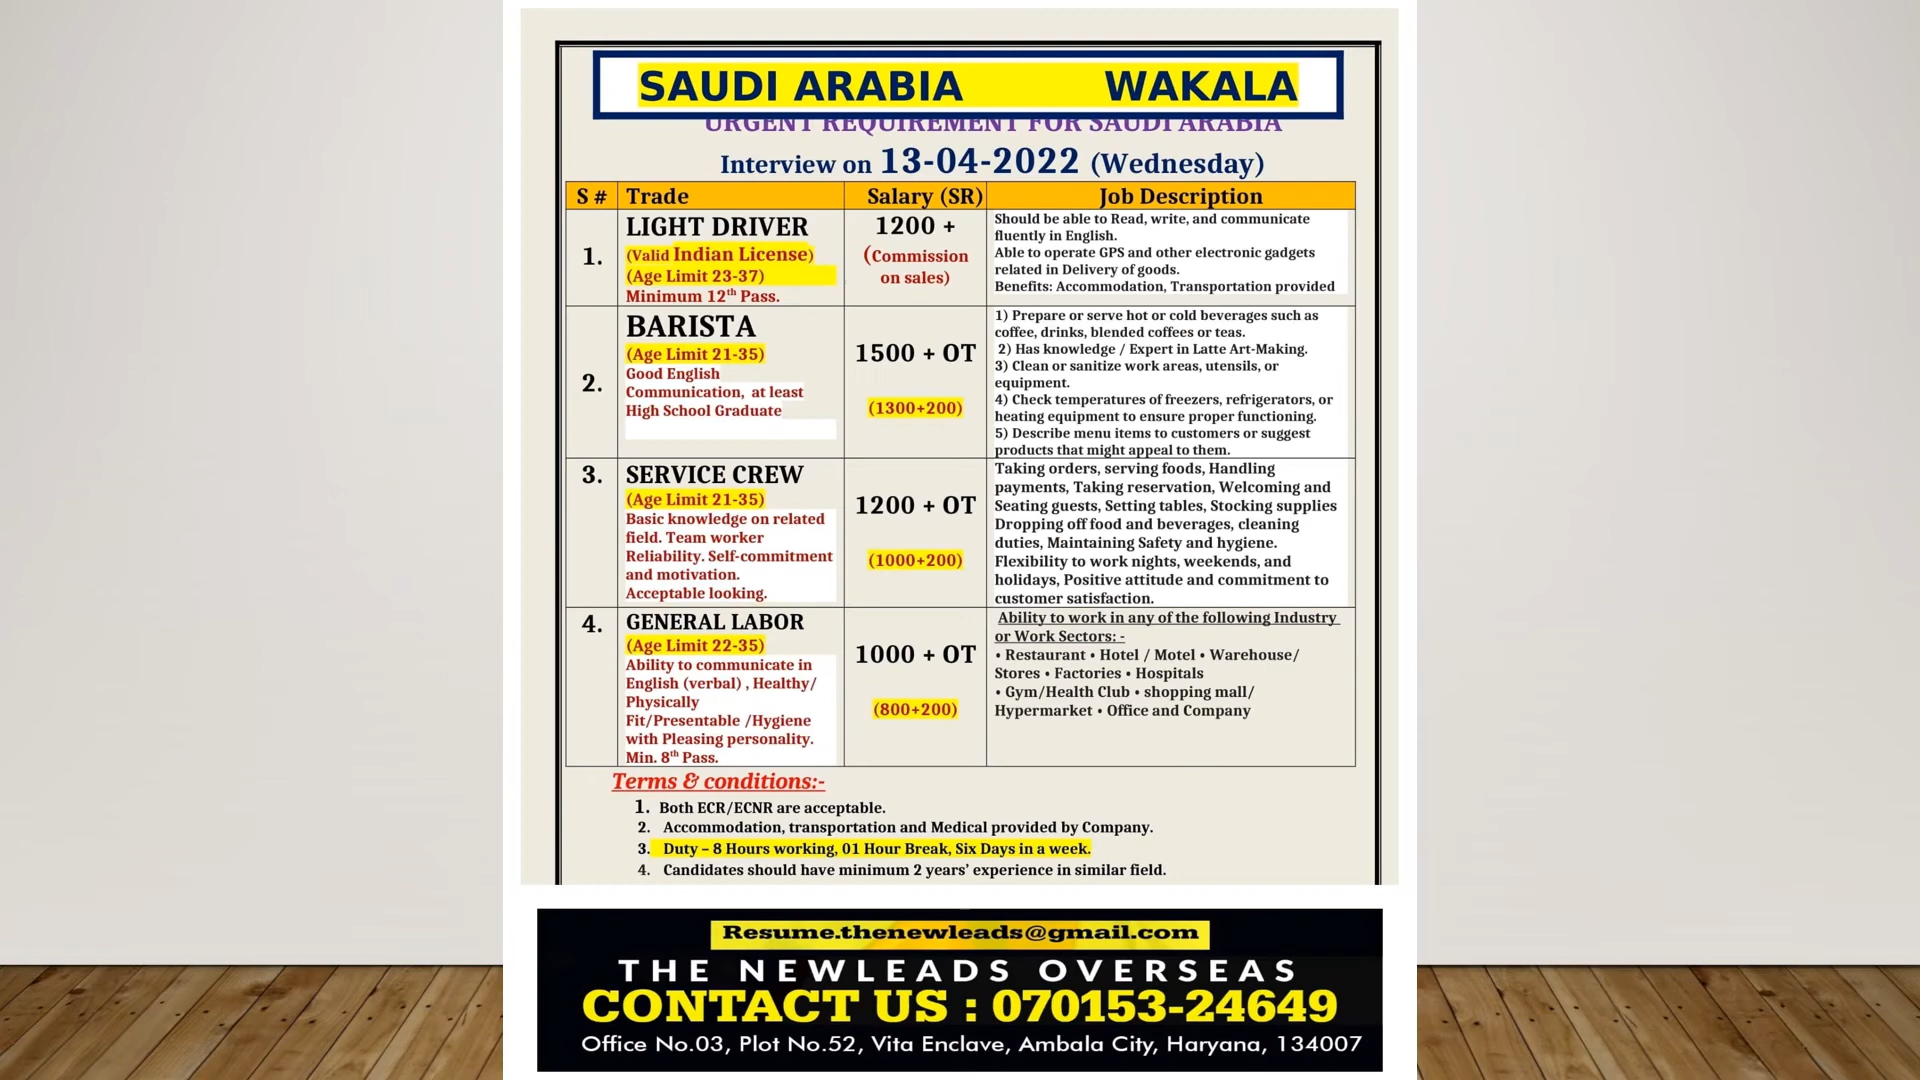 SAUDI ARABIA WAKALA
URGENT REQUIREMENT FOR SAUDI ARABIA
Interview on 13-04-2022 (Wednesday)
S # Trade Salary (SR) Job Description
1.
LIGHT DRIVER
(Valid Indian License)
(Age Limit 23-37)
Minimum 12th Pass.
1200 +
(Commission
on sales)
Should be able to Read, write, and communicate
fluently in English.
Able to operate GPS and other electronic gadgets
related in Delivery of goods.
Benefits: Accommodation, Transportation provided
2.
BARISTA
(Age Limit 21-35)
Good English
Communication, at least
High School Graduate
1500 + OT
(1300+200)
1) Prepare or serve hot or cold beverages such as
coffee, drinks, blended coffees or teas.
2) Has knowledge / Expert in Latte Art-Making.
3) Clean or sanitize work areas, utensils, or
equipment.
4) Check temperatures of freezers, refrigerators, or
heating equipment to ensure proper functioning.
5) Describe menu items to customers or suggest
products that might appeal to them.
3.
SERVICE CREW
(Age Limit 21-35)
Basic knowledge on related
field. Team worker
Reliability. Self-commitment
and motivation.
Acceptable looking.
1200 + OT
(1000+200)
Taking orders, serving foods, Handling
payments, Taking reservation, Welcoming and
Seating guests, Setting tables, Stocking supplies
Dropping off food and beverages, cleaning
duties, Maintaining Safety and hygiene.
Flexibility to work nights, weekends, and
holidays, Positive attitude and commitment to
customer satisfaction.
4.
GENERAL LABOR
(Age Limit 22-35)
Ability to communicate in
English (verbal) , Healthy/
Physically
Fit/Presentable /Hygiene
with Pleasing personality.
Min. 8th Pass.
1000 + OT
(800+200)
Ability to work in any of the following Industry
or Work Sectors: -
• Restaurant • Hotel / Motel • Warehouse/
Stores • Factories • Hospitals
• Gym/Health Club • shopping mall/
Hypermarket • Office and Company
Terms & conditions:-
1. Both ECR/ECNR are acceptable.
2. Accommodation, transportation and Medical provided by Company.
3. Duty – 8 Hours working, 01 Hour Break, Six Days in a week.
4. Candidates should have minimum 2 years’ experience in similar field.
Resume.thenewleads@gmail.com
THE NEWLEADS OVERSEAS
CONTACT US : 070153-24649
Office No.03, Plot No.52, Vita Enclave, Ambala City, Haryana, 134007